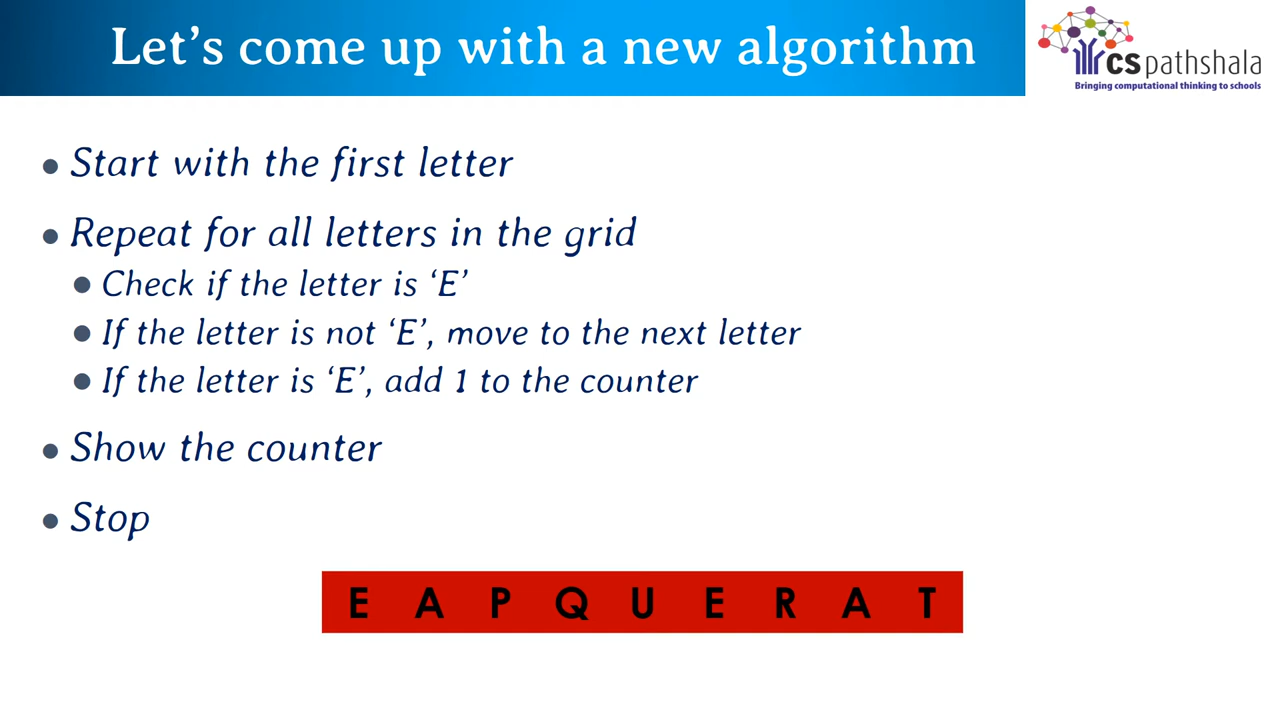 Let's come up with a new algorithm
CSpathshala
Bringing computational thinking to schools
• Start with the first letter
• Repeat for all letters in the grid
• Check if the letter is ‘E’
• If the letter is not ‘E’, move to the next letter
• If the letter is ‘E’, add 1 to the counter
• Show the counter
• Stop
E A P Q U E R A T